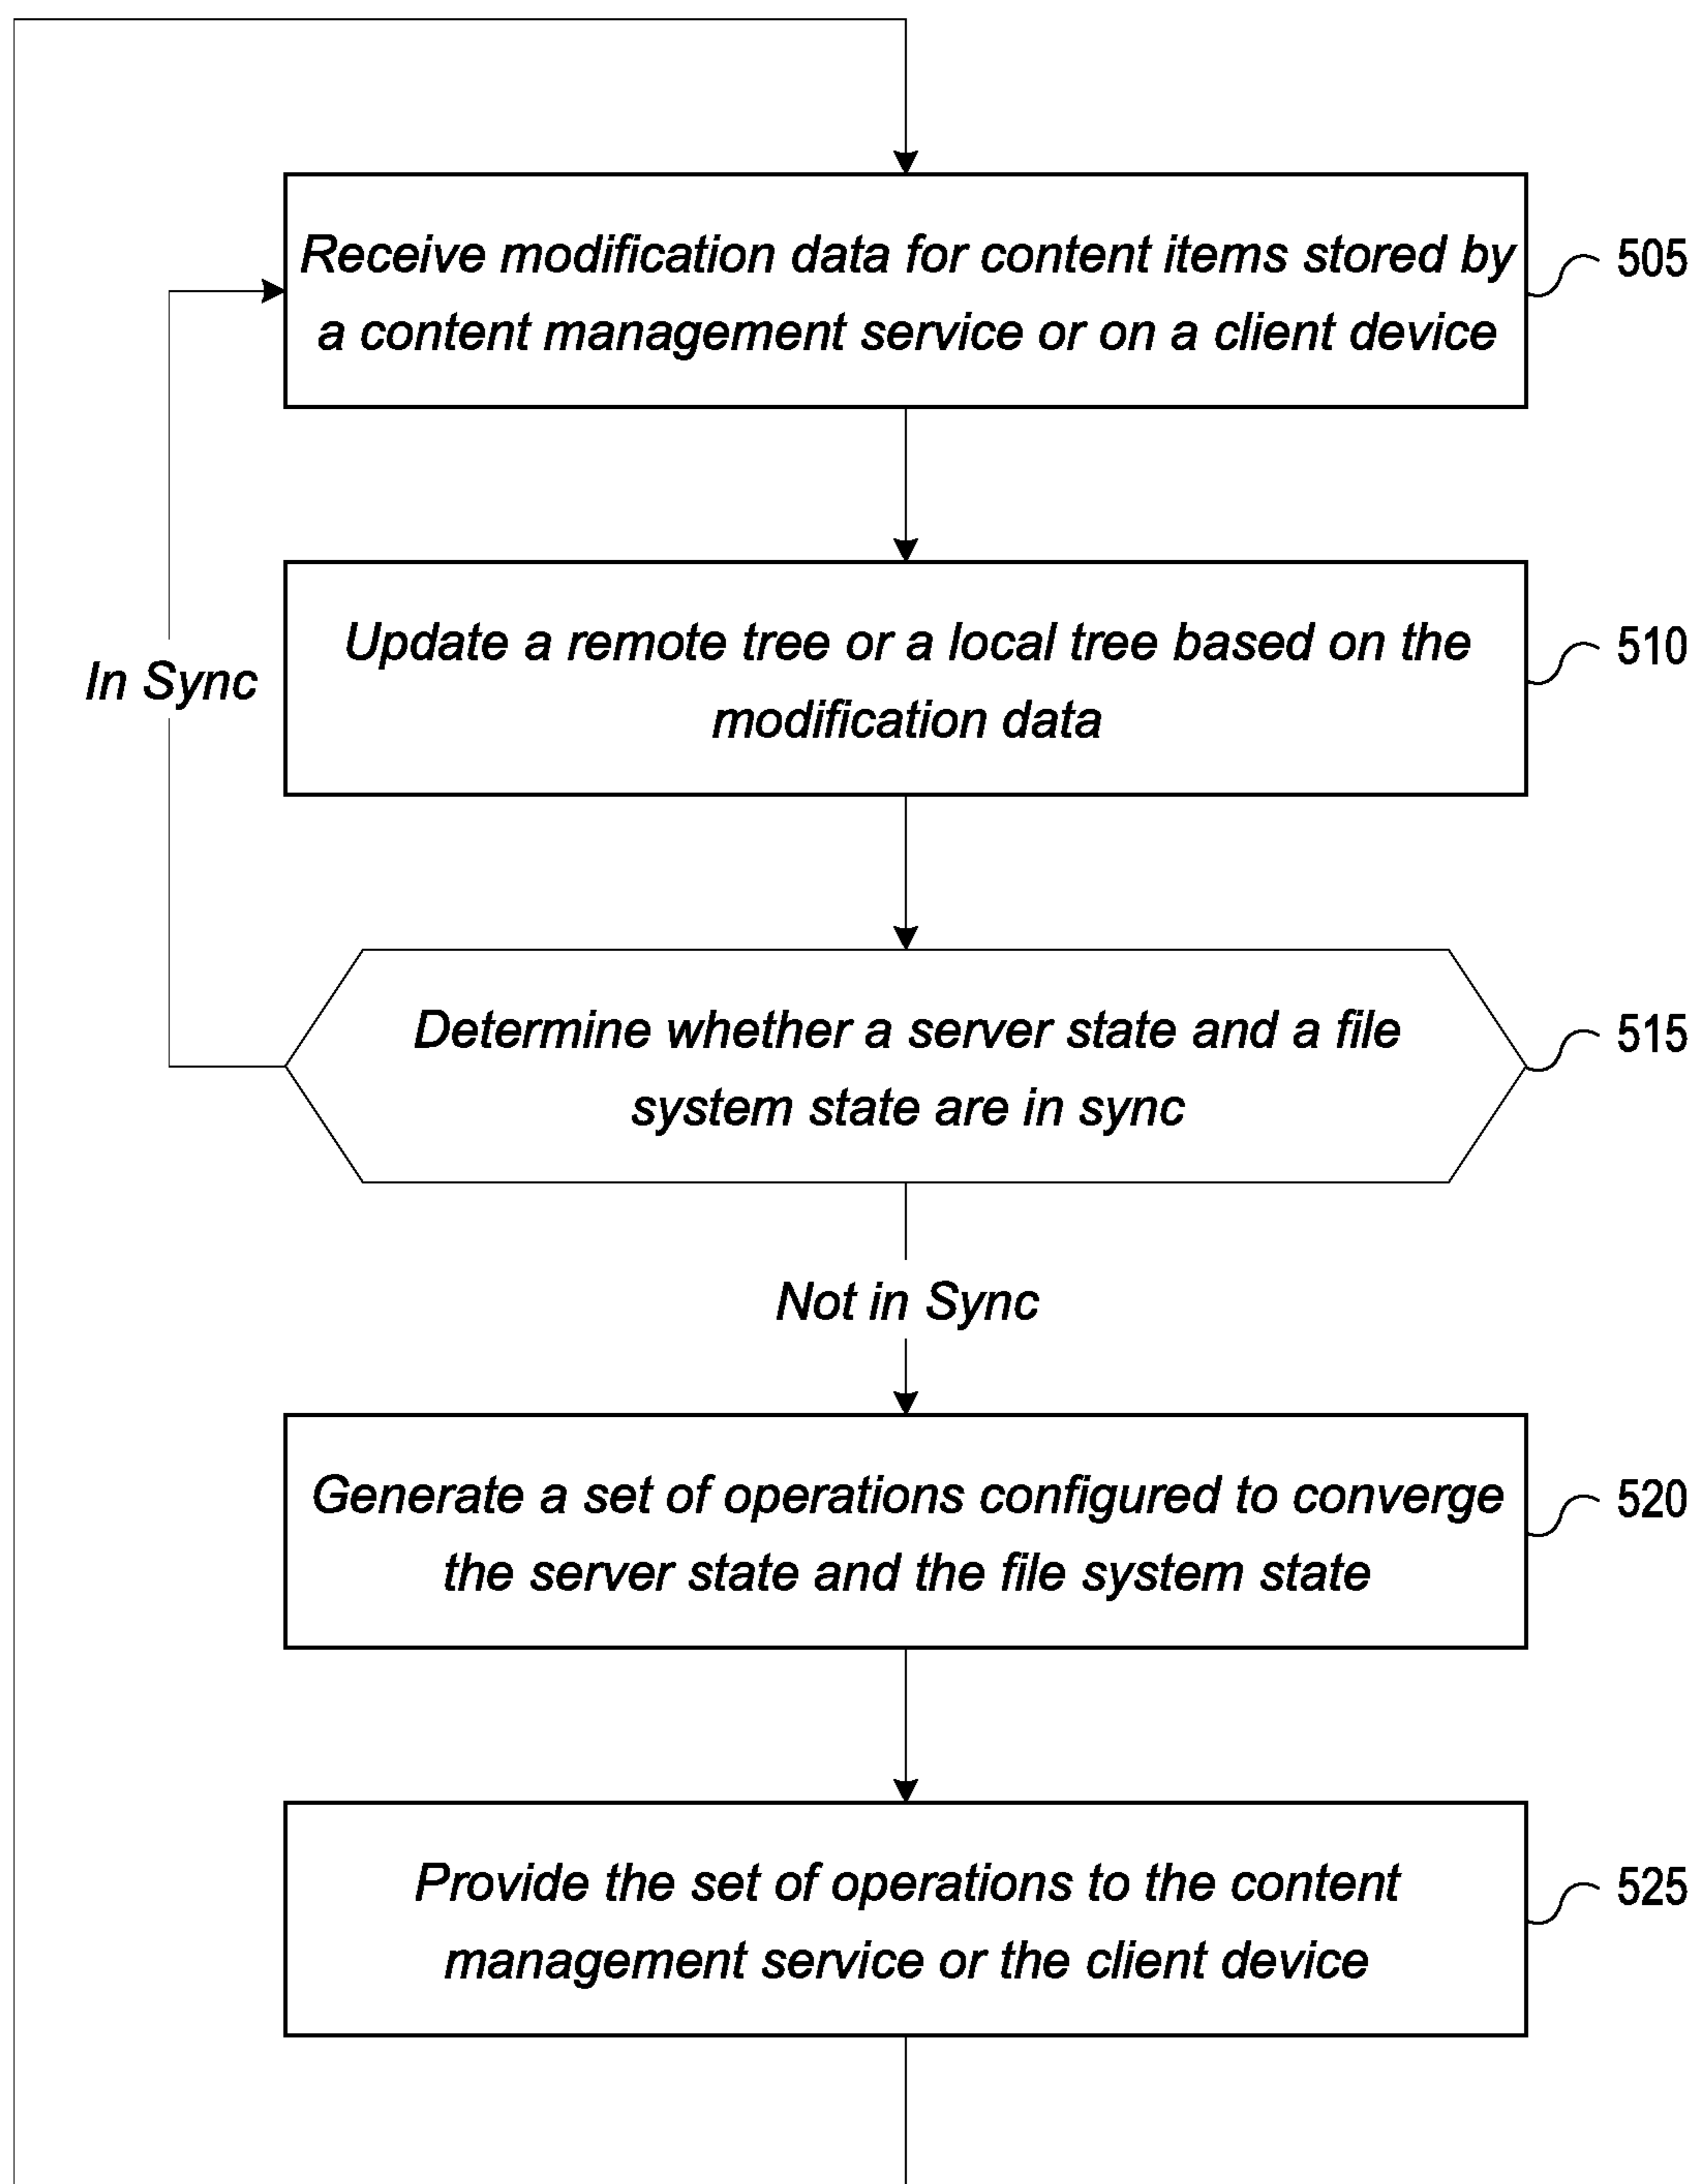 Receive modification data for content items stored by
a content management service or on a client device
505
Update a remote tree or a local tree based on the
modification data
510
In Sync
Determine whether a server state and a file
system state are in sync
515
Not in Sync
Generate a set of operations configured to converge
the server state and the file system state
520
Provide the set of operations to the content
management service or the client device
525